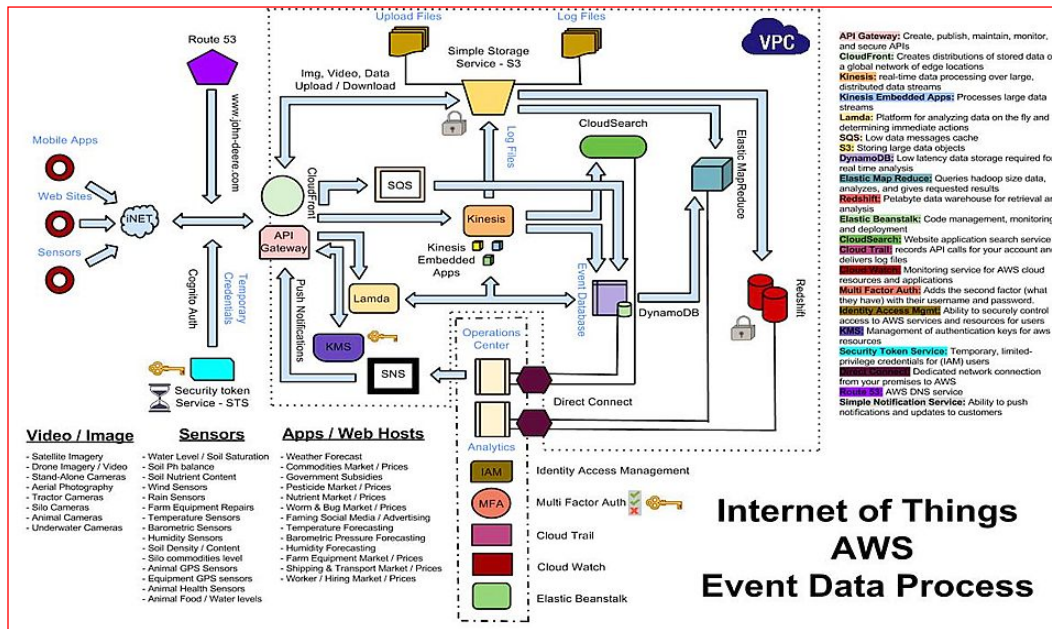 Upload Files
Log Files
Route 53
Simple Storage
Service - S3
VPC
Img, Video, Data
Upload / Download
www.john-deere.com
CloudSearch
Log Files
Elastic MapReduce
Mobile Apps
CloudFront
SQS
Web Sites
iNET
Kinesis
API
Gateway
Sensors
Kinesis
Embedded
Apps
Event Database
Redshift
Temporary
Credentials
Cognito Auth
Push Notifications
Lamda
DynamoDB
KMS
Operations
Center
SNS
Security token
Service - STS
Direct Connect
Analytics
Video / Image
- Satellite Imagery
- Drone Imagery / Video
- Stand-Alone Cameras
- Aerial Photography
- Tractor Cameras
- Silo Cameras
- Animal Cameras
- Underwater Cameras
Sensors
- Water Level / Soil Saturation
- Soil Ph balance
- Soil Nutrient Content
- Wind Sensors
- Rain Sensors
- Farm Equipment Repairs
- Temperature Sensors
- Barometric Sensors
- Humidity Sensors
- Soil Density / Content
- Silo commodities level
- Animal GPS Sensors
- Equipment GPS sensors
- Animal Health Sensors
- Animal Food / Water levels
Apps / Web Hosts
- Weather Forecast
- Commodities Market / Prices
- Government Subsidies
- Pesticide Market / Prices
- Nutrient Market / Prices
- Worm & Bug Market / Prices
- Faming Social Media / Advertising
- Temperature Forecasting
- Barometric Pressure Forecasting
- Humidity Forecasting
- Farm Equipment Market / Prices
- Shipping & Transport Market / Prices
- Worker / Hiring Market / Prices
IAM
Identity Access Management
MFA
Multi Factor Auth
Cloud Trail
Cloud Watch
Elastic Beanstalk
API Gateway: Create, publish, maintain, monitor,
and secure APIs
CloudFront: Creates distributions of stored data o
a global network of edge locations
Kinesis: real-time data processing over large,
distributed data streams
Kinesis Embedded Apps: Processes large data
streams
Lamda: Platform for analyzing data on the fly and
determining immediate actions
SQS: Low data messages cache
S3: Storing large data objects
DynamoDB: Low latency data storage required for
real time analysis
Elastic Map Reduce: Queries hadoop size data,
analyzes, and gives requested results
Redshift: Petabyte data warehouse for retrieval an
analysis
Elastic Beanstalk: Code management, monitoring
and deployment
CloudSearch: Website application search service
Cloud Trail: records API calls for your account and
delivers log files
Cloud Watch: Monitoring service for AWS cloud
resources and applications
Multi Factor Auth: Adds the second factor (what
they have) with their username and password.
Identity Access Mgmt: Ability to securely control
access to AWS services and resources for users
KMS: Management of authentication keys for aws
resources
Security Token Service: Temporary, limited-
privilege credentials for (IAM) users
Direct Connect: Dedicated network connection
from your premises to AWS
Route 53: AWS DNS service
Simple Notification Service: Ability to push
notifications and updates to customers
Internet of Things
AWS
Event Data Process